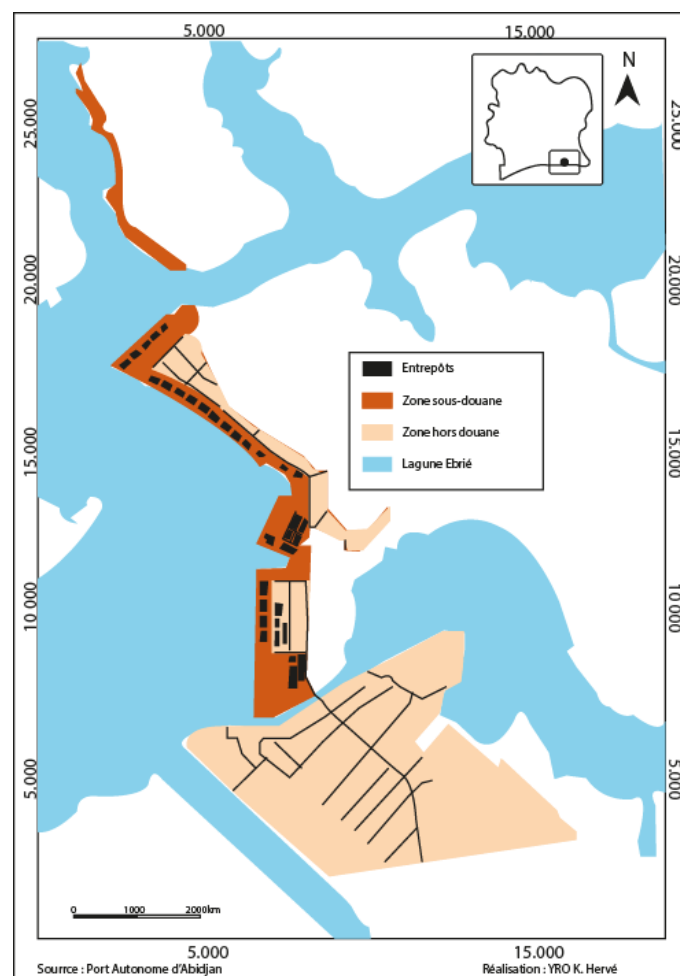 5.000 15.000
N
25.000 25.000
20.000 20.000
Entrepôts
Zone sous-douane
Zone hors douane
Lagune Ebrié
15.000 15.000
10 000 10.000
5.000 5.000
0 1000 2000km
5.000 15.000
Sourrce : Port Autonome d'Abidjan Réalisation : YRO K. Hervé